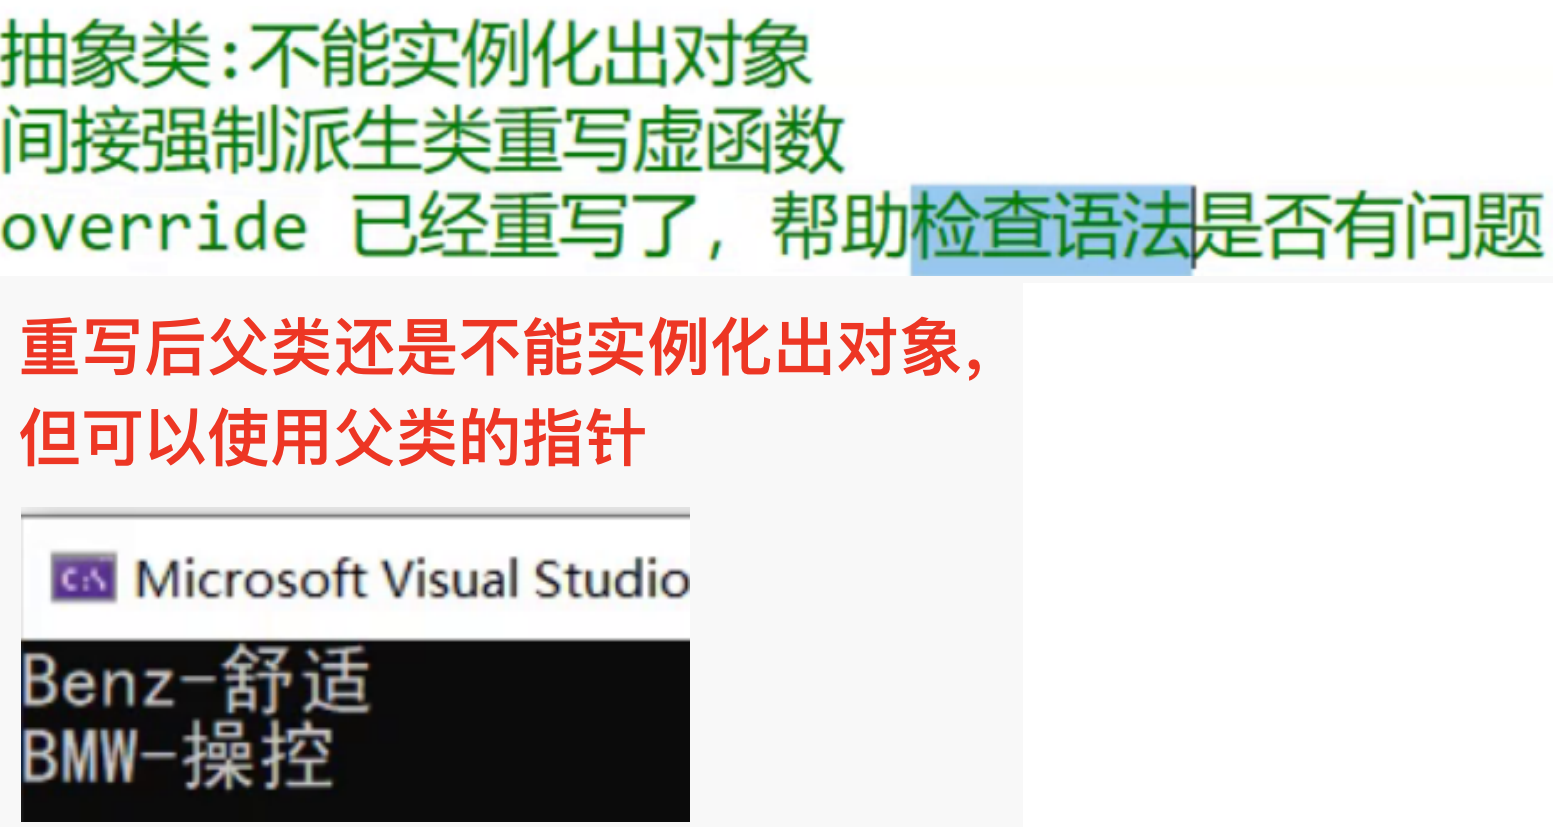 抽象类:不能实例化出对象
间接强制派生类重写虚函数
override 已经重写了，帮助检查语法是否有问题
重写后父类还是不能实例化出对象，
但可以使用父类的指针
C:\ Microsoft Visual Studio
Benz-舒适
BMW-操控